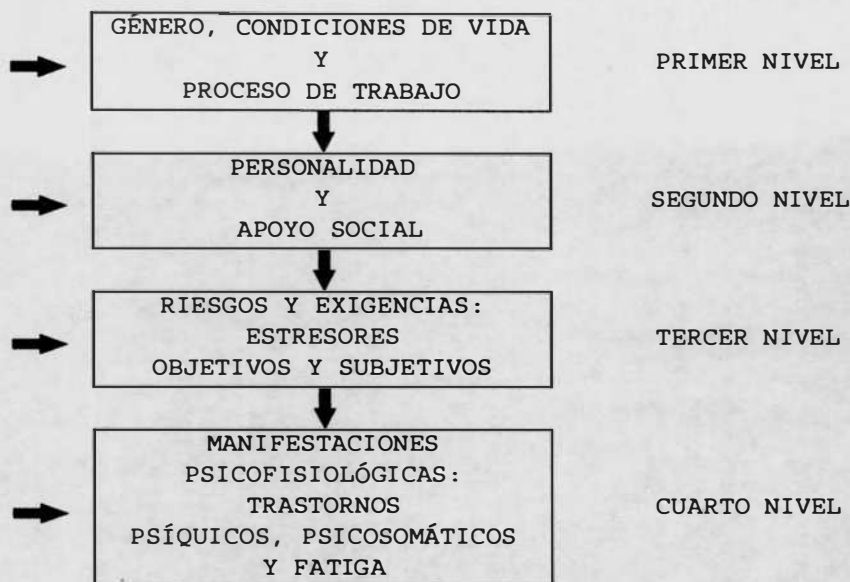 GÉNERO, CONDICIONES DE VIDA
Y
PROCESO DE TRABAJO
PRIMER NIVEL
PERSONALIDAD
Y
APOYO SOCIAL
SEGUNDO NIVEL
RIESGOS Y EXIGENCIAS:
ESTRESORES
OBJETIVOS Y SUBJETIVOS
TERCER NIVEL
MANIFESTACIONES
PSICOFISIOLÓGICAS:
TRASTORNOS
PSÍQUICOS, PSICOSOMÁTICOS
Y FATIGA
CUARTO NIVEL